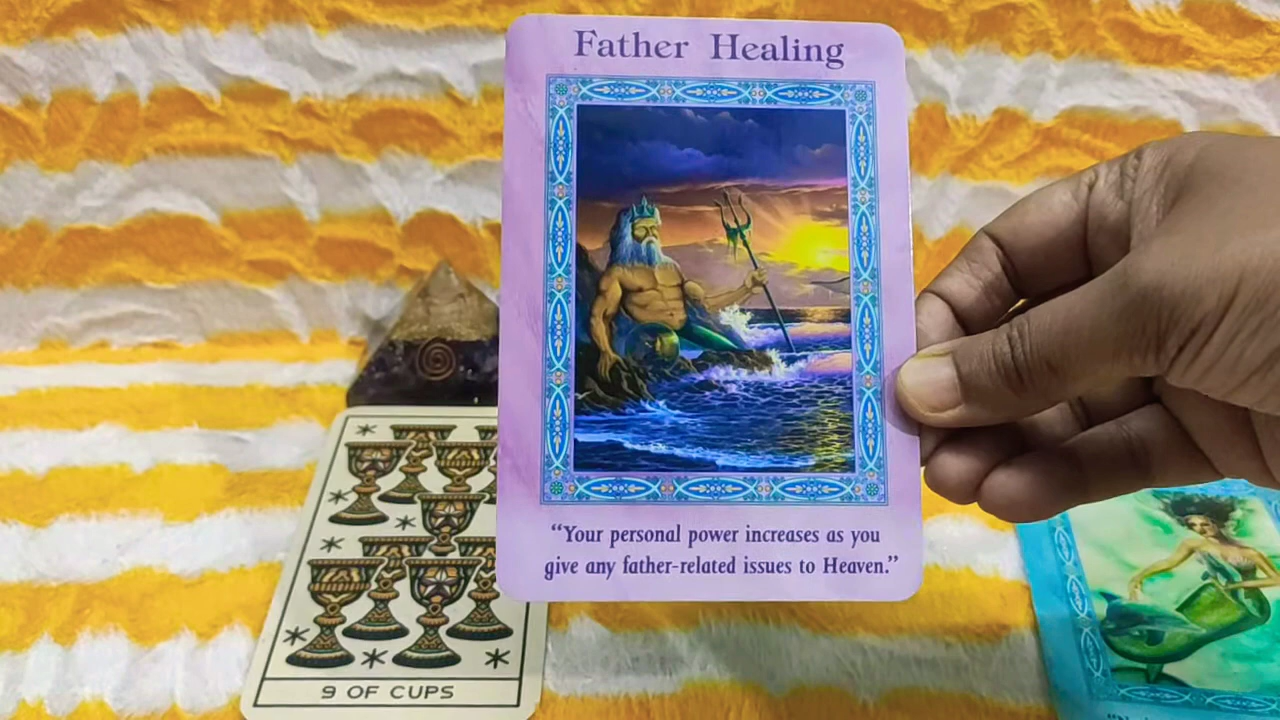 Father Healing
“Your personal power increases as you
give any father-related issues to Heaven.”
9 OF CUPS